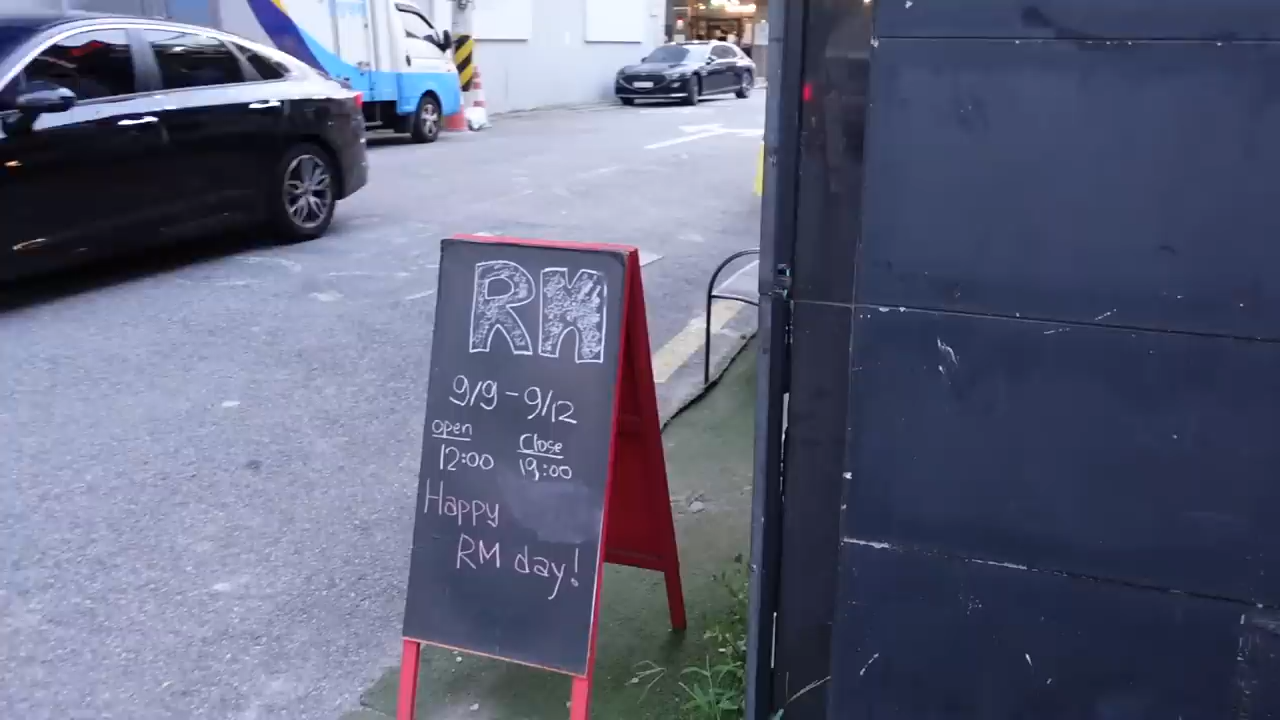 RM
9/9 - 9/12
open Close
12:00 19:00
Happy
RM day!